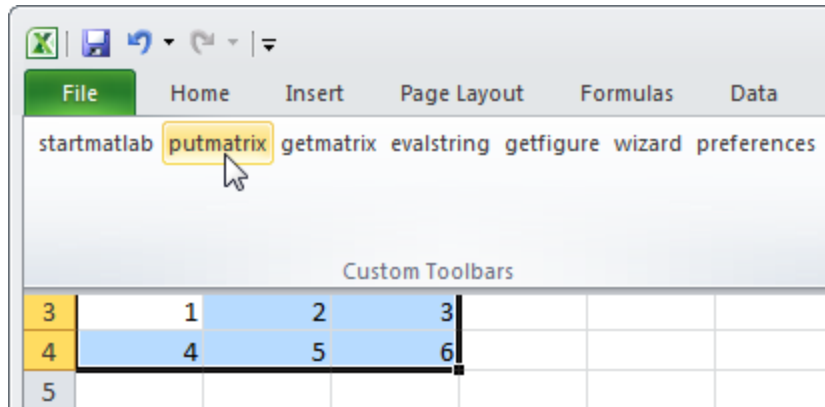 File Home Insert Page Layout Formulas Data
startmatlab putmatrix getmatrix evalstring getfigure wizard preferences
Custom Toolbars
3 1 2 3
4 4 5 6
5